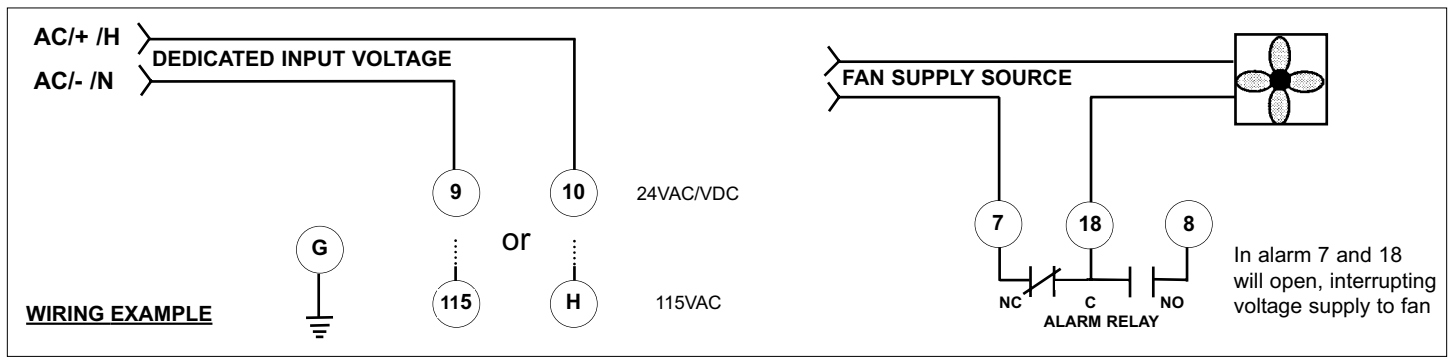 AC/+ /H
DEDICATED INPUT VOLTAGE
AC/- /N
9
10
24VAC/VDC
G
or
115
H
115VAC
WIRING EXAMPLE
FAN SUPPLY SOURCE
7
18
8
NC
C
NO
ALARM RELAY
In alarm 7 and 18
will open, interrupting
voltage supply to fan